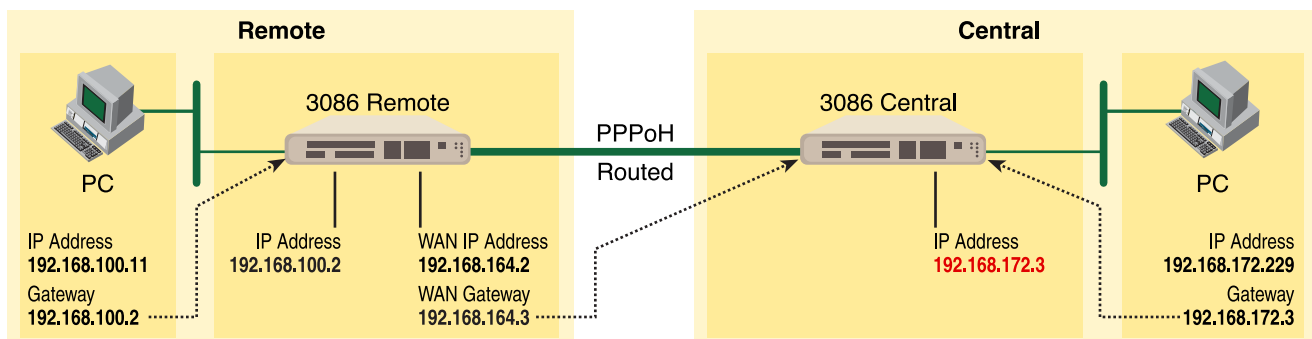 Remote
Central
3086 Remote
3086 Central
PPPoH
Routed
PC
PC
IP Address
192.168.100.11
Gateway
192.168.100.2
IP Address
192.168.100.2
WAN IP Address
192.168.164.2
WAN Gateway
192.168.164.3
IP Address
192.168.172.3
IP Address
192.168.172.229
Gateway
192.168.172.3